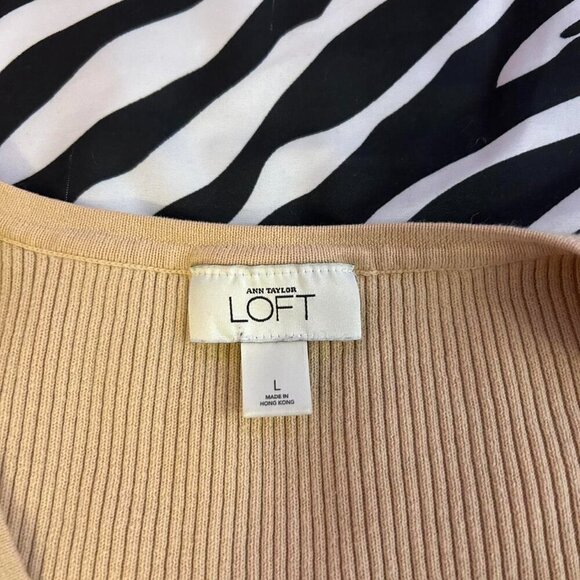 ANN TAYLOR
LOFT
L
MADE IN
HONG KONG